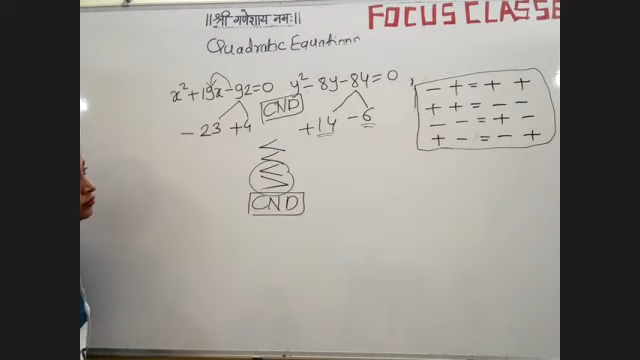 ||श्री गणेशाय नमः||
FOCUS CLASSE
Quadratic Equations
x²+19x-92=0 y²-8y-84=0,
-23 +4 CND +14 -6
CND
- + = + +
+ + = - -
- - = + -
+ - = - +